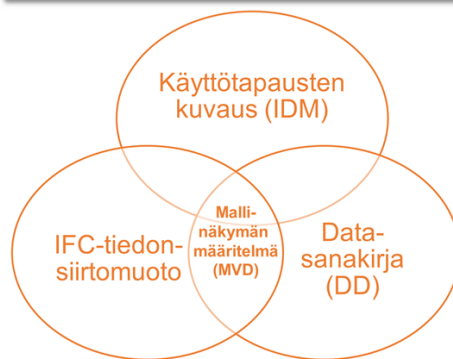 Käyttötapausten
kuvaus (IDM)
Malli-
näkymän
määritelmä
(MVD)
IFC-tiedon-
siirtomuoto
Data-
sanakirja
(DD)